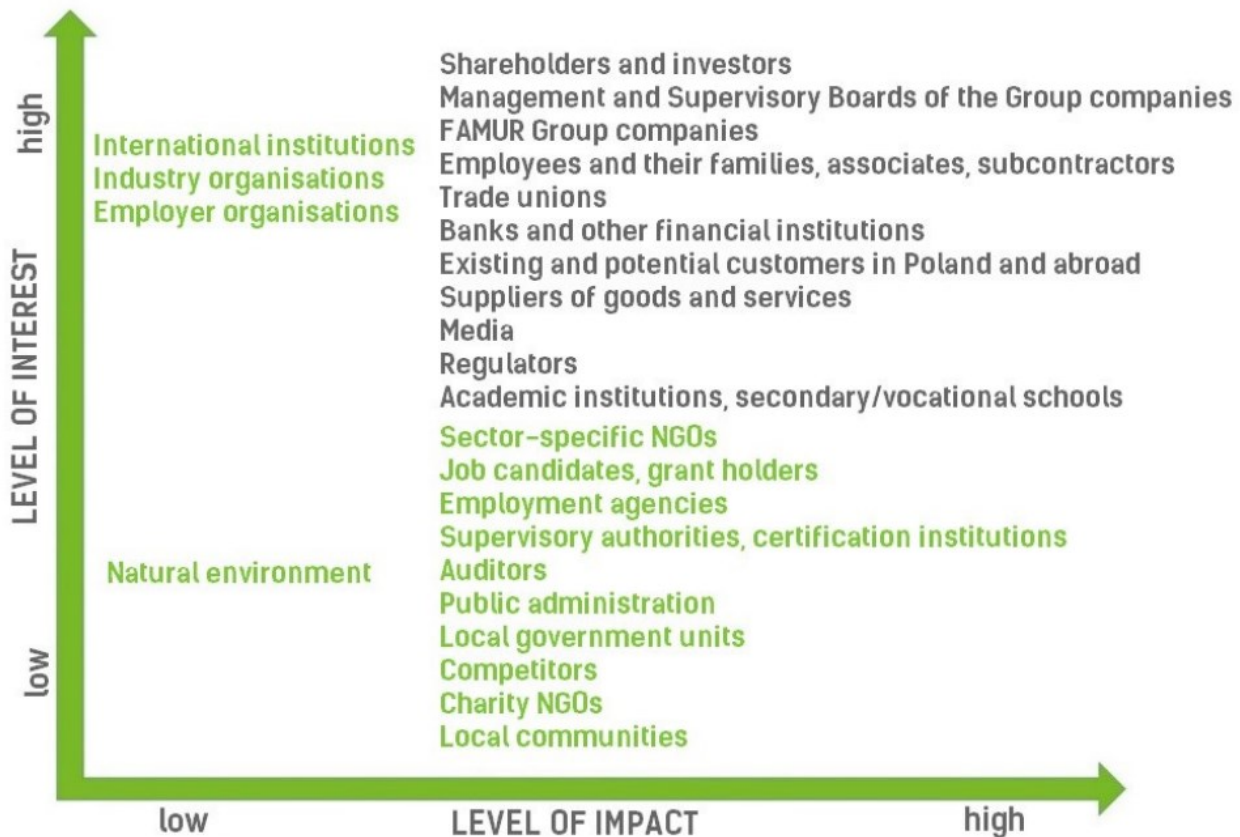 high
LEVEL OF INTEREST
low
International institutions
Industry organisations
Employer organisations
Natural environment
Shareholders and investors
Management and Supervisory Boards of the Group companies
FAMUR Group companies
Employees and their families, associates, subcontractors
Trade unions
Banks and other financial institutions
Existing and potential customers in Poland and abroad
Suppliers of goods and services
Media
Regulators
Academic institutions, secondary/vocational schools
Sector-specific NGOs
Job candidates, grant holders
Employment agencies
Supervisory authorities, certification institutions
Auditors
Public administration
Local government units
Competitors
Charity NGOs
Local communities
low
LEVEL OF IMPACT
high